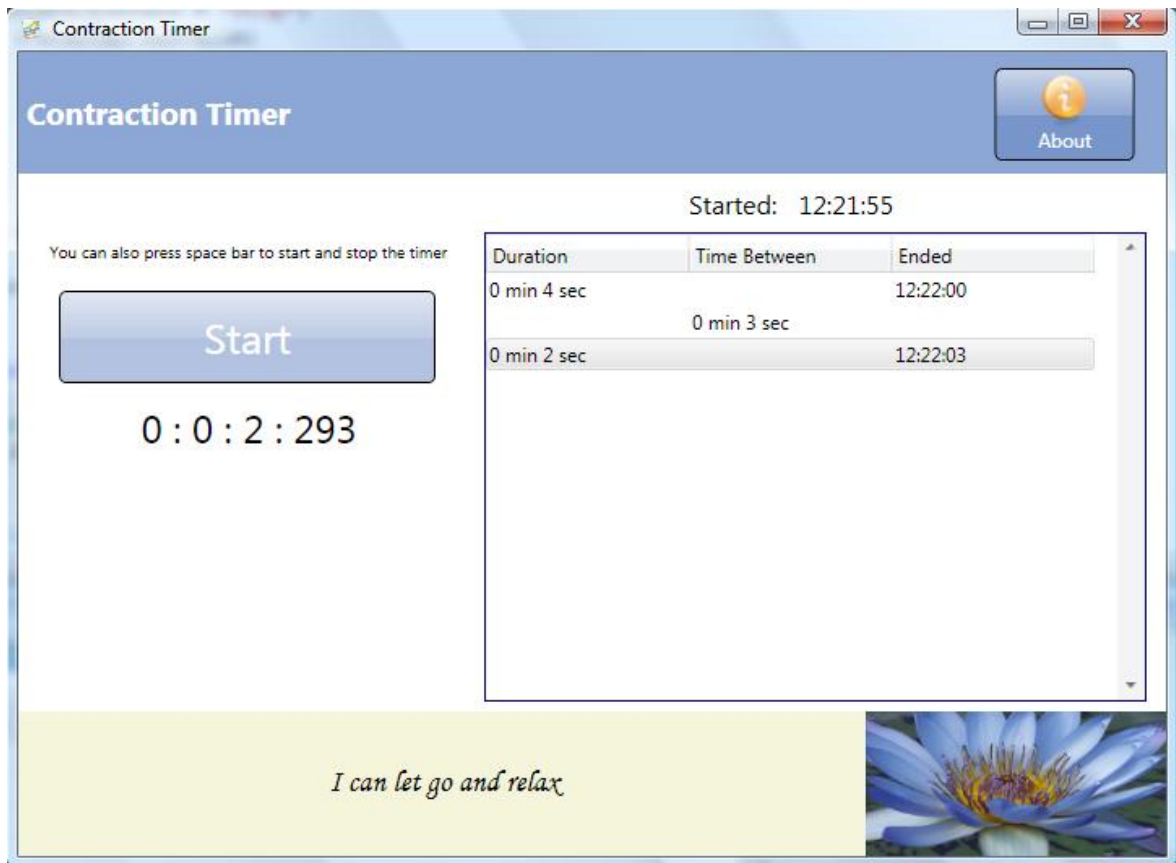 Contraction Timer
Contraction Timer
About
Started: 12:21:55
You can also press space bar to start and stop the timer
Start
0 : 0 : 2 : 293
Duration Time Between Ended
0 min 4 sec 12:22:00
0 min 3 sec
0 min 2 sec 12:22:03
I can let go and relax